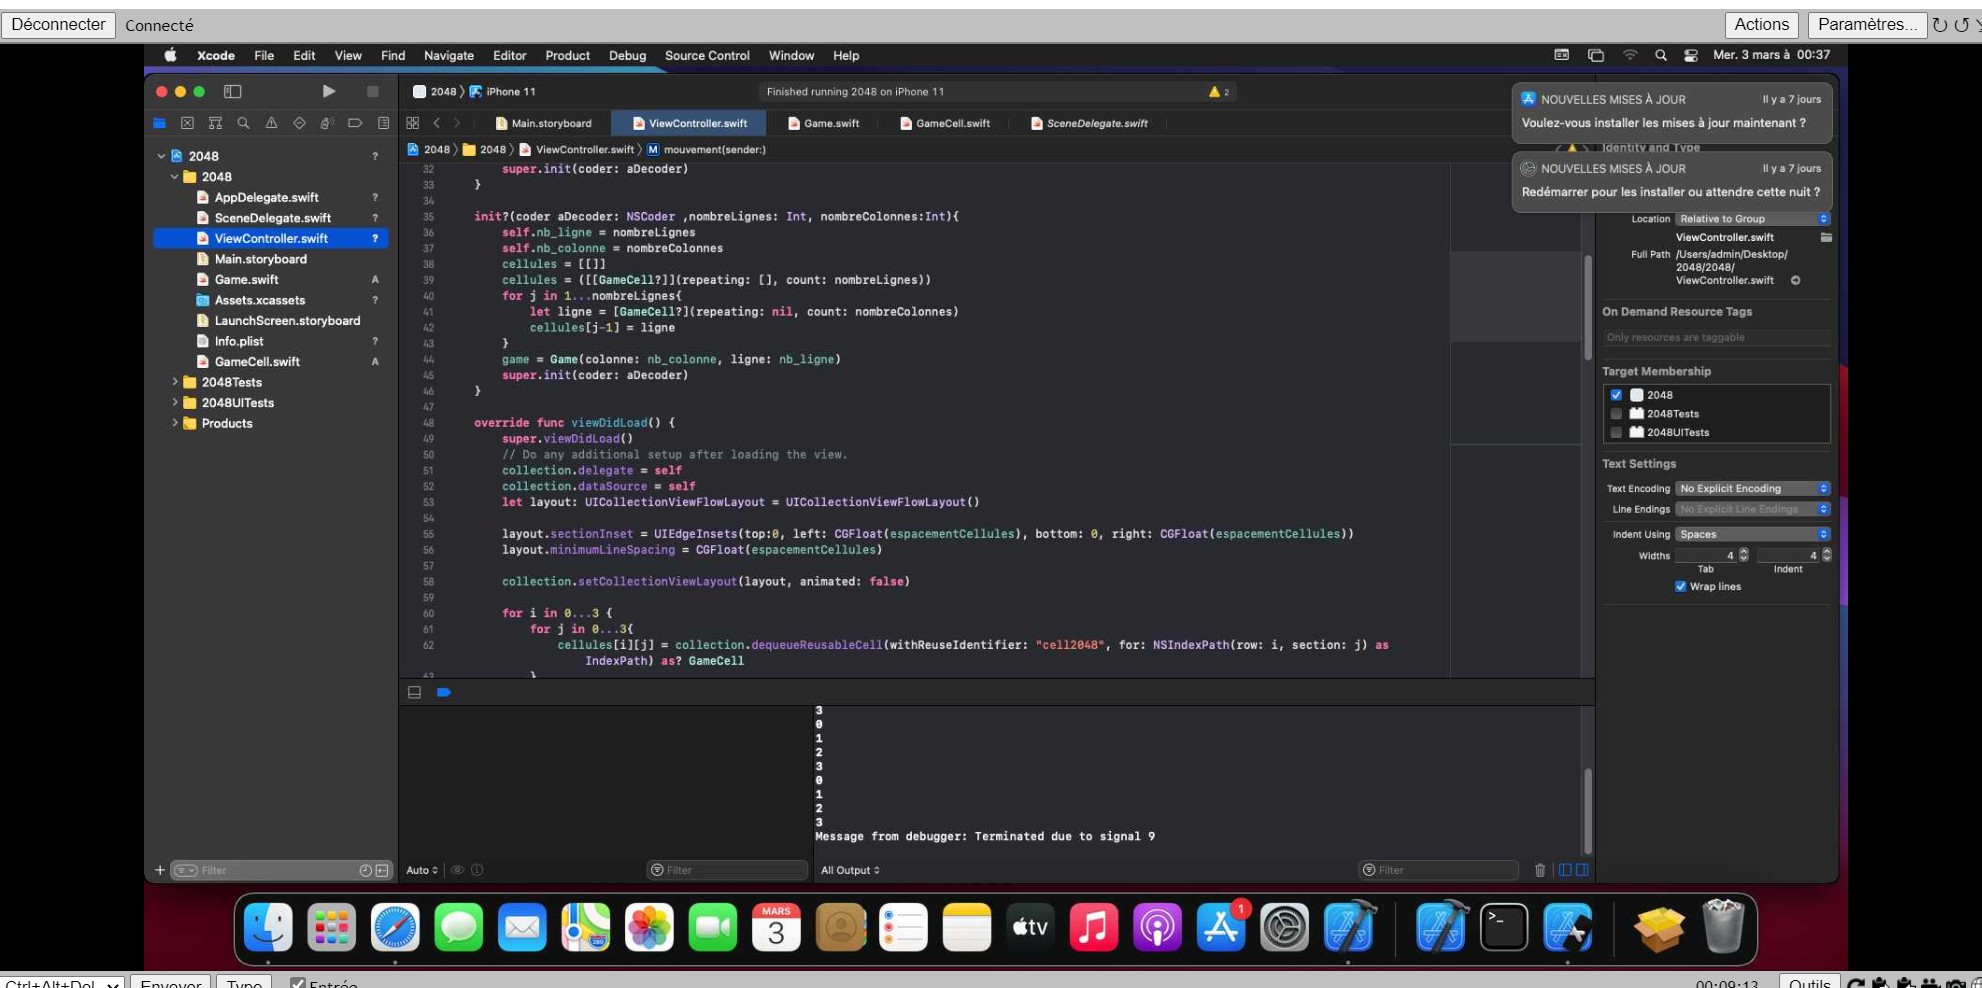 Déconnecter Connecté Actions Paramètres...
Xcode File Edit View Find Navigate Editor Product Debug Source Control Window Help Mer. 3 mars à 00:37
2048 iPhone 11 Finished running 2048 on iPhone 11 2
NOUVELLES MISES À JOUR Il y a 7 jours
Voulez-vous installer les mises à jour maintenant ?
NOUVELLES MISES À JOUR Il y a 7 jours
Redémarrer pour les installer ou attendre cette nuit ?
Main.storyboard ViewController.swift Game.swift GameCell.swift SceneDelegate.swift
2048 2048 ViewController.swift M mouvement(sender:)
2048 ?
2048
AppDelegate.swift ?
SceneDelegate.swift ?
ViewController.swift ?
Main.storyboard
Game.swift A
Assets.xcassets ?
LaunchScreen.storyboard
Info.plist ?
GameCell.swift A
2048Tests
2048UITests
Products
32 super.init(coder: aDecoder)
33 }
34
35 init?(coder aDecoder: NSCoder ,nombreLignes: Int, nombreColonnes:Int){
36 self.nb_ligne = nombreLignes
37 self.nb_colonne = nombreColonnes
38 cellules = [[]]
39 cellules = ([[GameCell?]](repeating: [], count: nombreLignes))
40 for j in 1...nombreLignes{
41 let ligne = [GameCell?](repeating: nil, count: nombreColonnes)
42 cellules[j-1] = ligne
43 }
44 game = Game(colonne: nb_colonne, ligne: nb_ligne)
45 super.init(coder: aDecoder)
46 }
47
48 override func viewDidLoad() {
49 super.viewDidLoad()
50 // Do any additional setup after loading the view.
51 collection.delegate = self
52 collection.dataSource = self
53 let layout: UICollectionViewFlowLayout = UICollectionViewFlowLayout()
54
55 layout.sectionInset = UIEdgeInsets(top:0, left: CGFloat(espacementCellules), bottom: 0, right: CGFloat(espacementCellules))
56 layout.minimumLineSpacing = CGFloat(espacementCellules)
57
58 collection.setCollectionViewLayout(layout, animated: false)
59
60 for i in 0...3 {
61 for j in 0...3{
62 cellules[i][j] = collection.dequeueReusableCell(withReuseIdentifier: "cell2048", for: NSIndexPath(row: i, section: j) as
IndexPath) as? GameCell
63 }
Identity and Type
Location Relative to Group
ViewController.swift
Full Path /Users/admin/Desktop/
2048/2048/
ViewController.swift
On Demand Resource Tags
Only resources are taggable
Target Membership
2048
2048Tests
2048UITests
Text Settings
Text Encoding No Explicit Encoding
Line Endings No Explicit Line Endings
Indent Using Spaces
Widths 4 4
Tab Indent
Wrap lines
3
0
1
2
3
0
1
2
3
Message from debugger: Terminated due to signal 9
Filter Auto Filter All Output Filter
MARS
3
tv
1
280
Ctrl+Alt+Del Envoyer Type Entrée 00:09:13 Outils